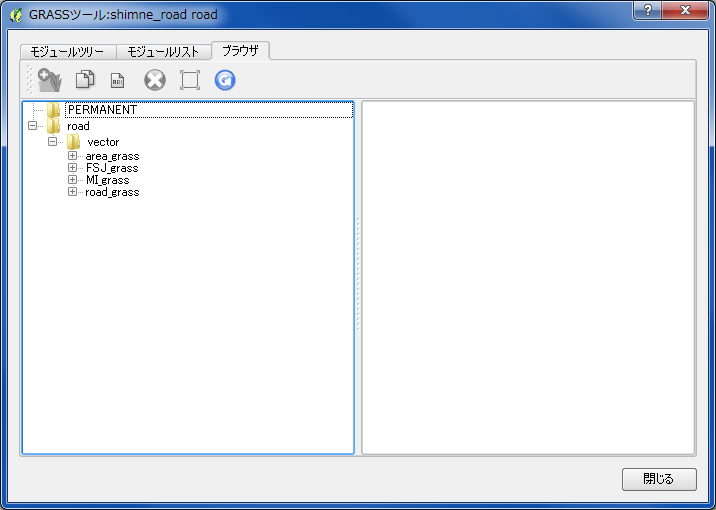 GRASSツール:shimne_road road
モジュールツリー モジュールリスト ブラウザ
PERMANENT
road
vector
area_grass
FSJ_grass
MI_grass
road_grass
閉じる